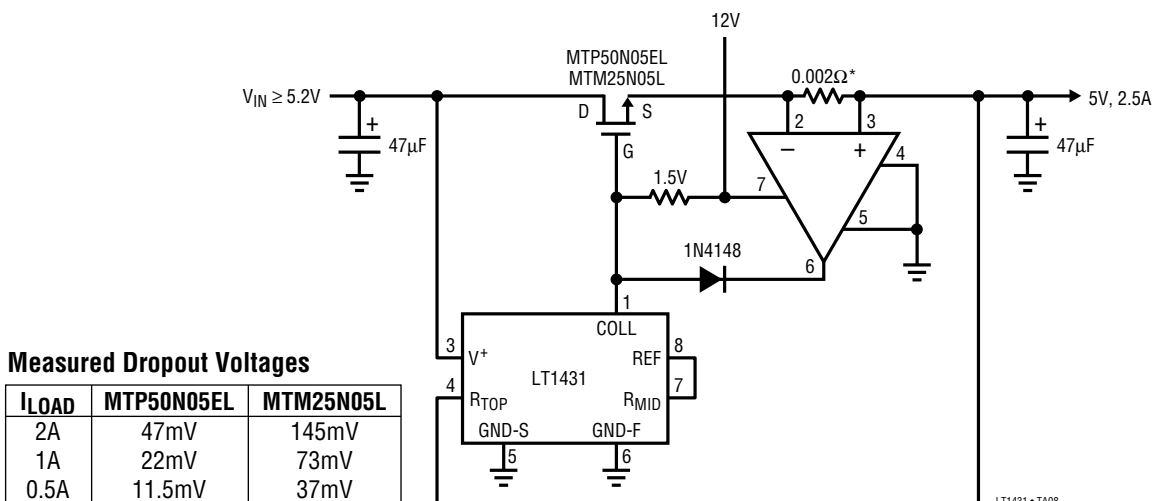 12V
MTP50N05EL
MTM25N05L
0.002Ω*
V_IN ≥ 5.2V
D
S
G
2
3
5V, 2.5A
+
47µF
−
+
4
+
47µF
1.5V
7
5
1N4148
6
1
COLL
3
V+
REF
8
LT1431
4
R_TOP
R_MID
7
GND-S
GND-F
5
6
Measured Dropout Voltages
I_LOAD MTP50N05EL MTM25N05L
2A 47mV 145mV
1A 22mV 73mV
0.5A 11.5mV 37mV
LT1431 • TA08